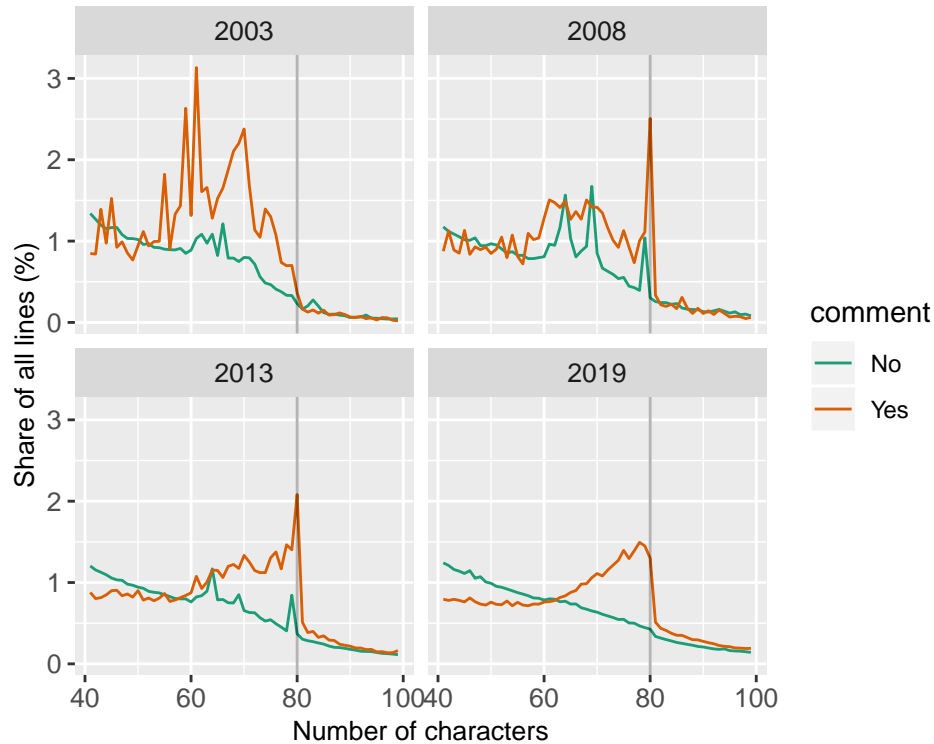 2003
2008
3
2
1
0
2013
2019
3
2
1
0
40 60 80 100
40 60 80 100
Number of characters
Share of all lines (%)
comment
No
Yes